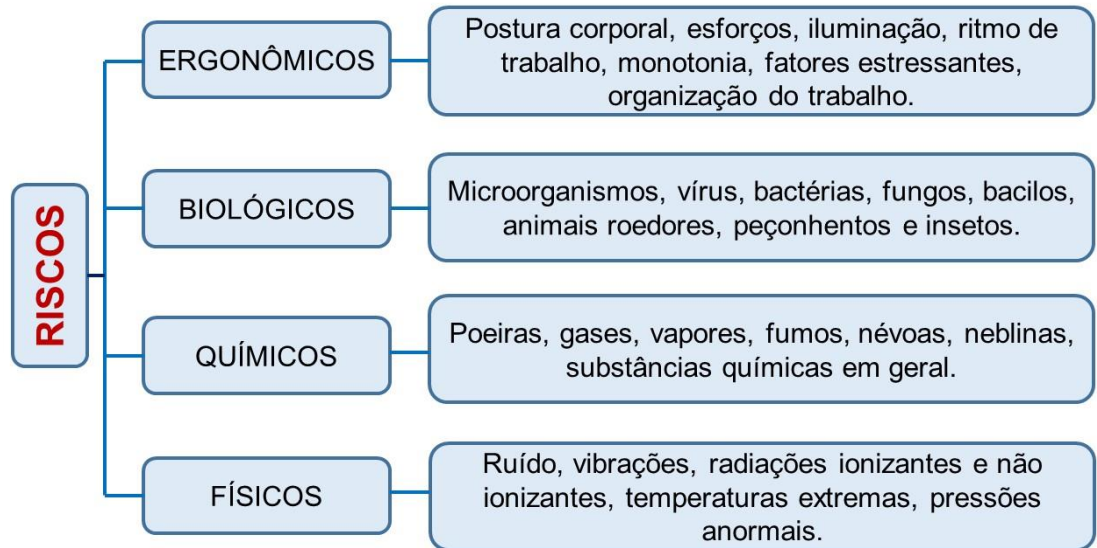 RISCOS
ERGONÔMICOS
Postura corporal, esforços, iluminação, ritmo de
trabalho, monotonia, fatores estressantes,
organização do trabalho.
BIOLÓGICOS
Microorganismos, vírus, bactérias, fungos, bacilos,
animais roedores, peçonhentos e insetos.
QUÍMICOS
Poeiras, gases, vapores, fumos, névoas, neblinas,
substâncias químicas em geral.
FÍSICOS
Ruído, vibrações, radiações ionizantes e não
ionizantes, temperaturas extremas, pressões
anormais.